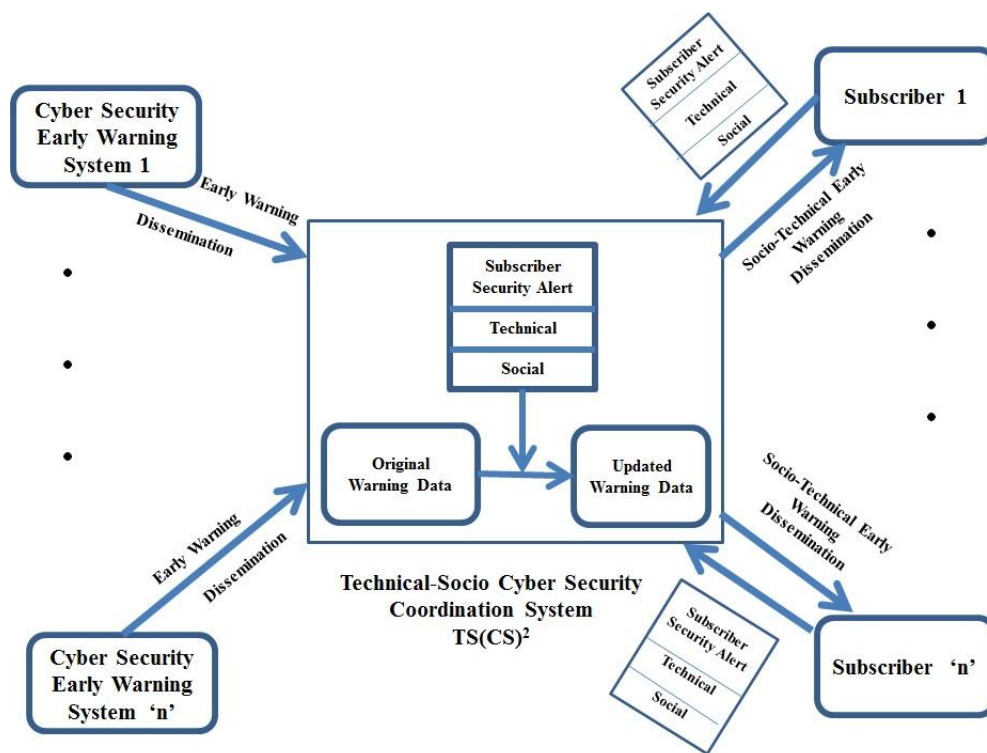 Cyber Security
Early Warning
System 1
Early Warning
Dissemination
Subscriber
Security Alert
Technical
Social
Subscriber 1
Socio-Technical Early
Warning
Dissemination
Subscriber
Security Alert
Technical
Social
Original
Warning Data
Updated
Warning Data
Technical-Socio Cyber Security
Coordination System
TS(CS)²
Early Warning
Dissemination
Cyber Security
Early Warning
System ‘n’
Socio-Technical Early
Warning
Dissemination
Subscriber
Security Alert
Technical
Social
Subscriber ‘n’